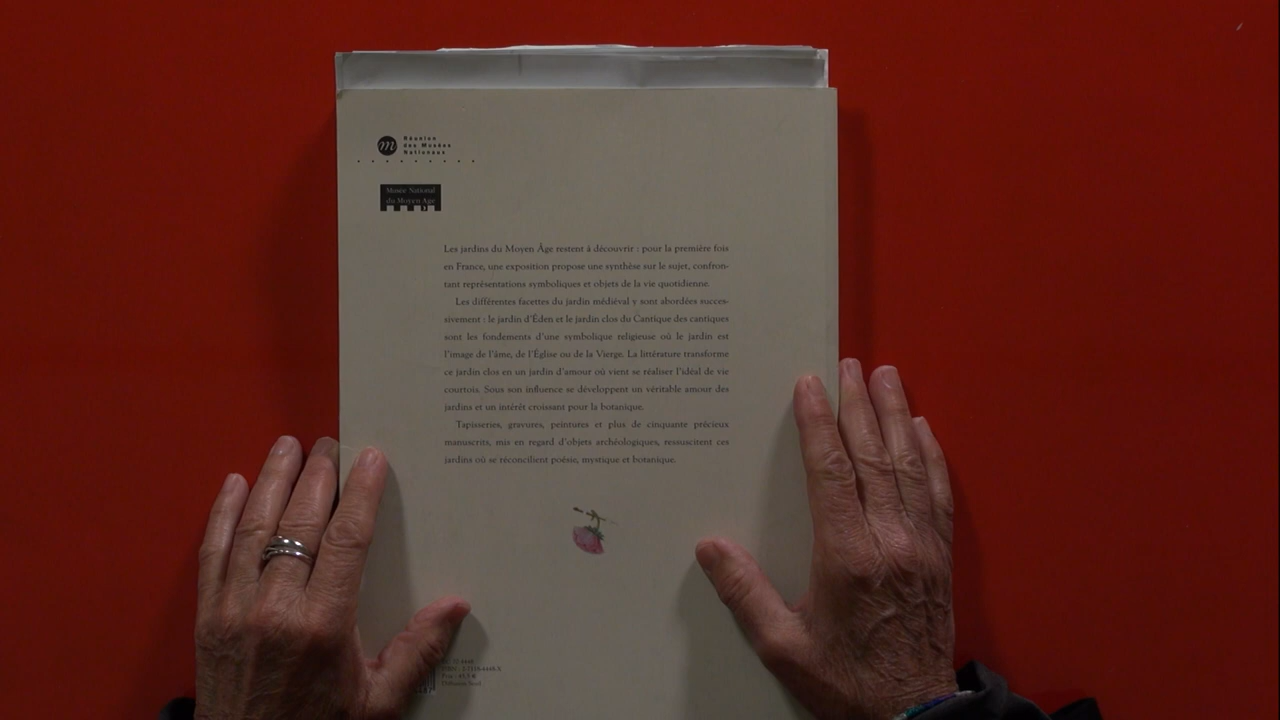 m
Réunion
des Musées
Nationaux
Musée National
du Moyen Age
Les jardins du Moyen Âge restent à découvrir : pour la première fois
en France, une exposition propose une synthèse sur le sujet, confron-
tant représentations symboliques et objets de la vie quotidienne.
Les différentes facettes du jardin médiéval y sont abordées succes-
sivement : le jardin d'Éden et le jardin clos du Cantique des cantiques
sont les fondements d'une symbolique religieuse où le jardin est
l'image de l'âme, de l'Église ou de la Vierge. La littérature transforme
ce jardin clos en un jardin d'amour où vient se réaliser l'idéal de vie
courtois. Sous son influence se développent un véritable amour des
jardins et un intérêt croissant pour la botanique.
Tapisseries, gravures, peintures et plus de cinquante précieux
manuscrits, mis en regard d'objets archéologiques, ressuscitent ces
jardins où se réconcilient poésie, mystique et botanique.